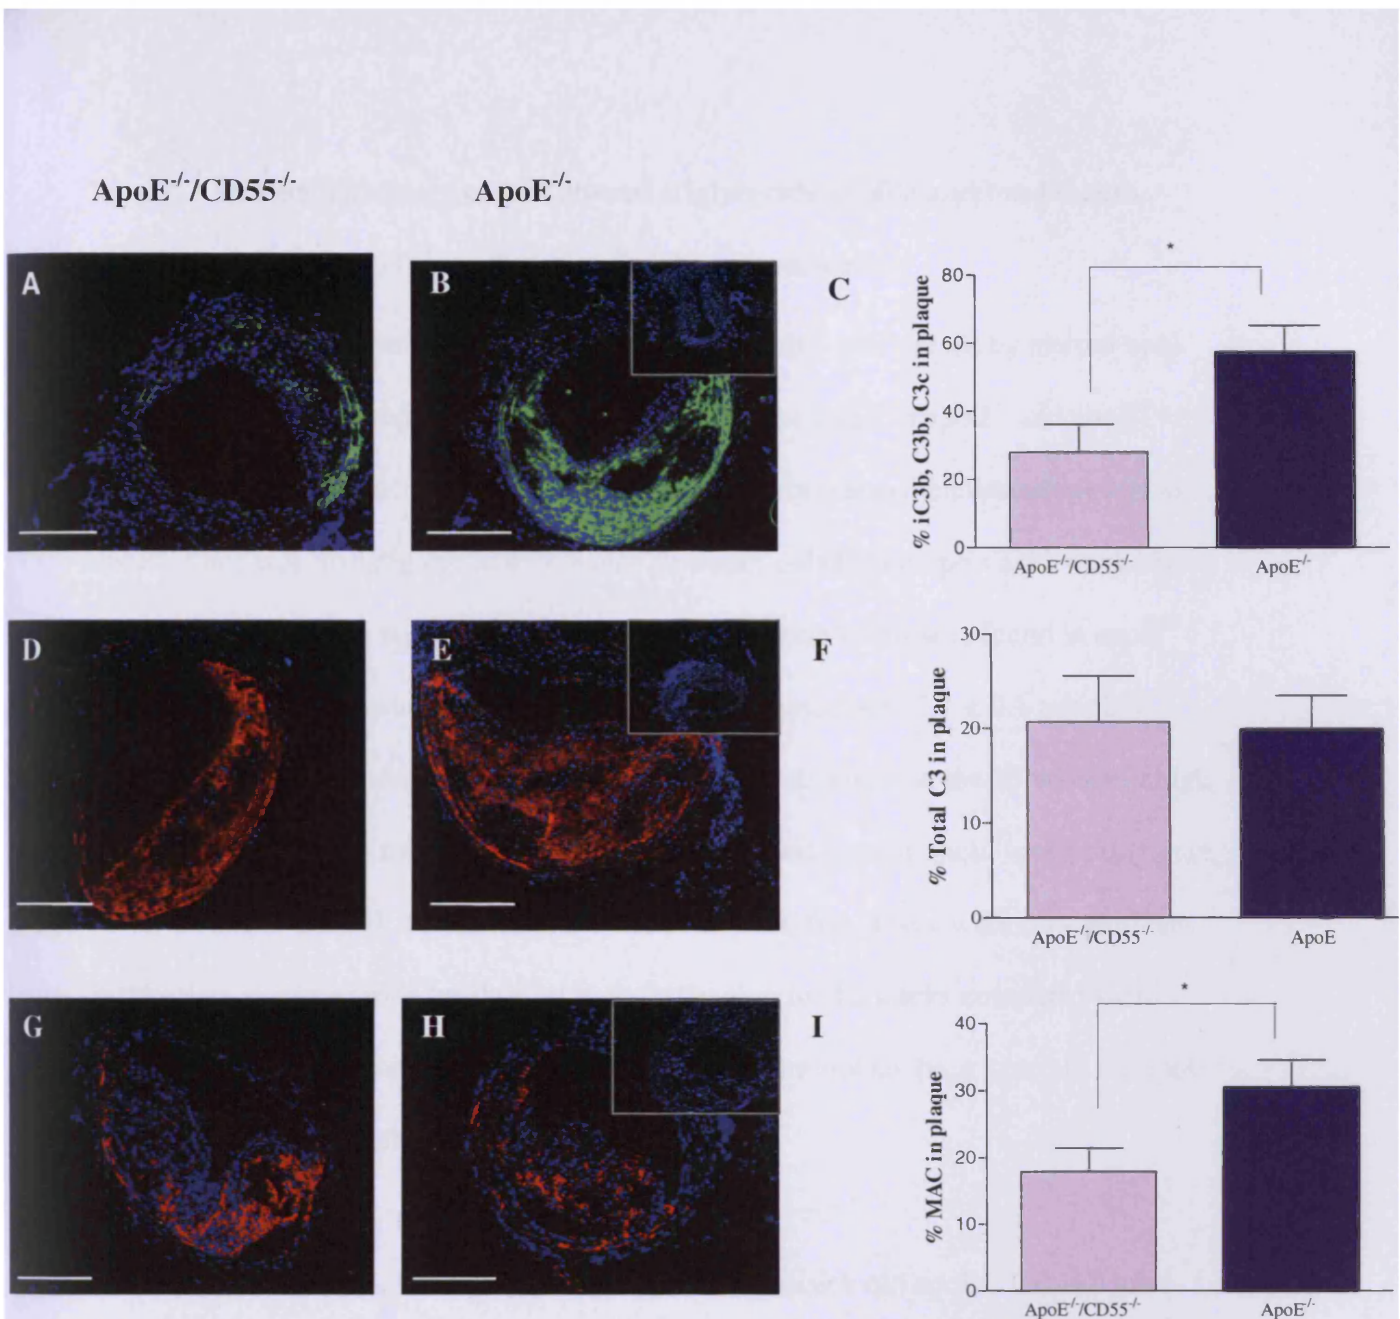 ApoE-/-/CD55-/- ApoE-/-
A
B
C
% iC3b, C3b, C3c in plaque
80
60
40
20
0
*
ApoE-/-/CD55-/- ApoE-/-
D
E
F
% Total C3 in plaque
30
20
10
0
ApoE-/-/CD55-/- ApoE
G
H
I
% MAC in plaque
40
30
20
10
0
*
ApoE-/-/CD55-/- ApoE-/-